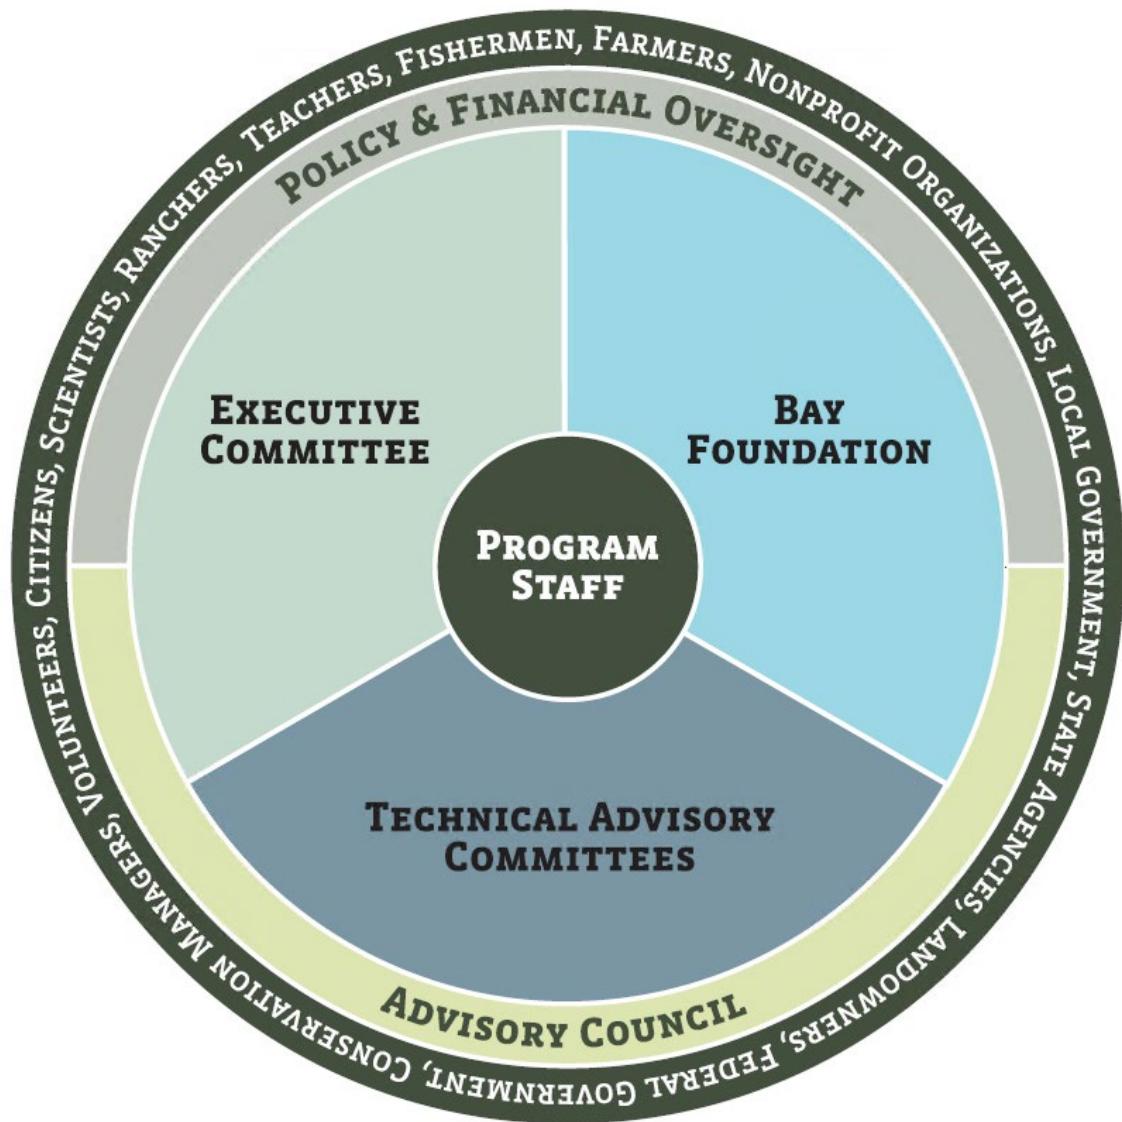 Volunteers, Citizens, Scientists, Ranchers, Teachers, Fishermen, Farmers, Nonprofit Organizations, Local Government, State Agencies, Landowners, Federal Government, Conservation Managers,
Policy & Financial Oversight
Executive
Committee
Bay
Foundation
Program
Staff
Technical Advisory
Committees
Advisory Council